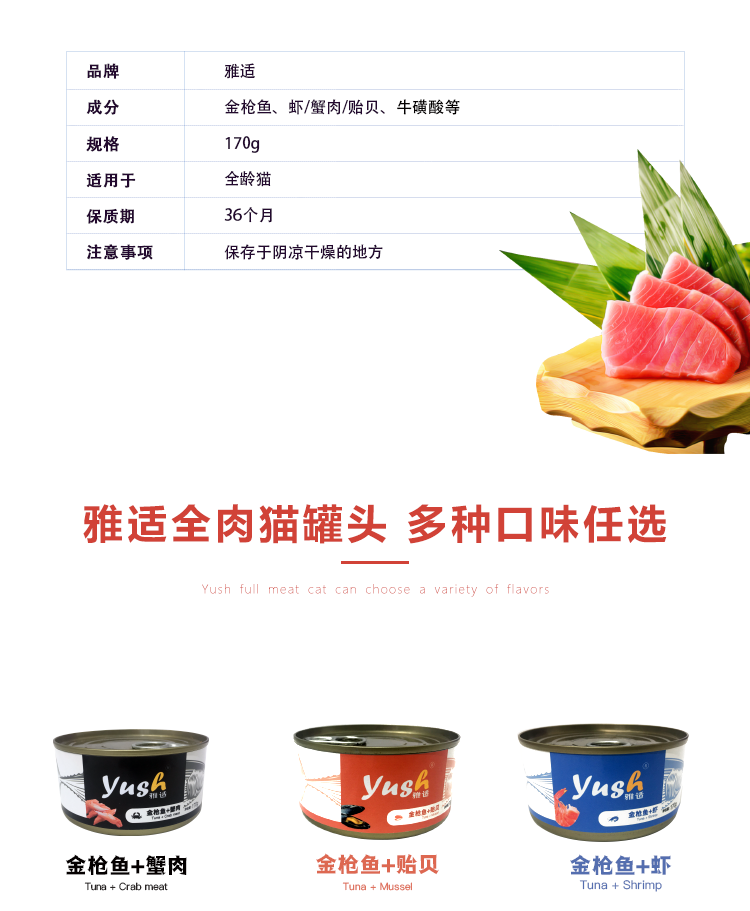 品牌 雅适
成分 金枪鱼、虾/蟹肉/贻贝、牛磺酸等
规格 170g
适用于 全龄猫
保质期 36个月
注意事项 保存于阴凉干燥的地方
雅适全肉猫罐头 多种口味任选
Yush full meat cat can choose a variety of flavors
Yush
雅适
金枪鱼+蟹肉
Tuna + Crab meat
Yush
雅适
金枪鱼+贻贝
Yush
雅适
金枪鱼+虾
金枪鱼+蟹肉
Tuna + Crab meat
金枪鱼+贻贝
Tuna + Mussel
金枪鱼+虾
Tuna + Shrimp